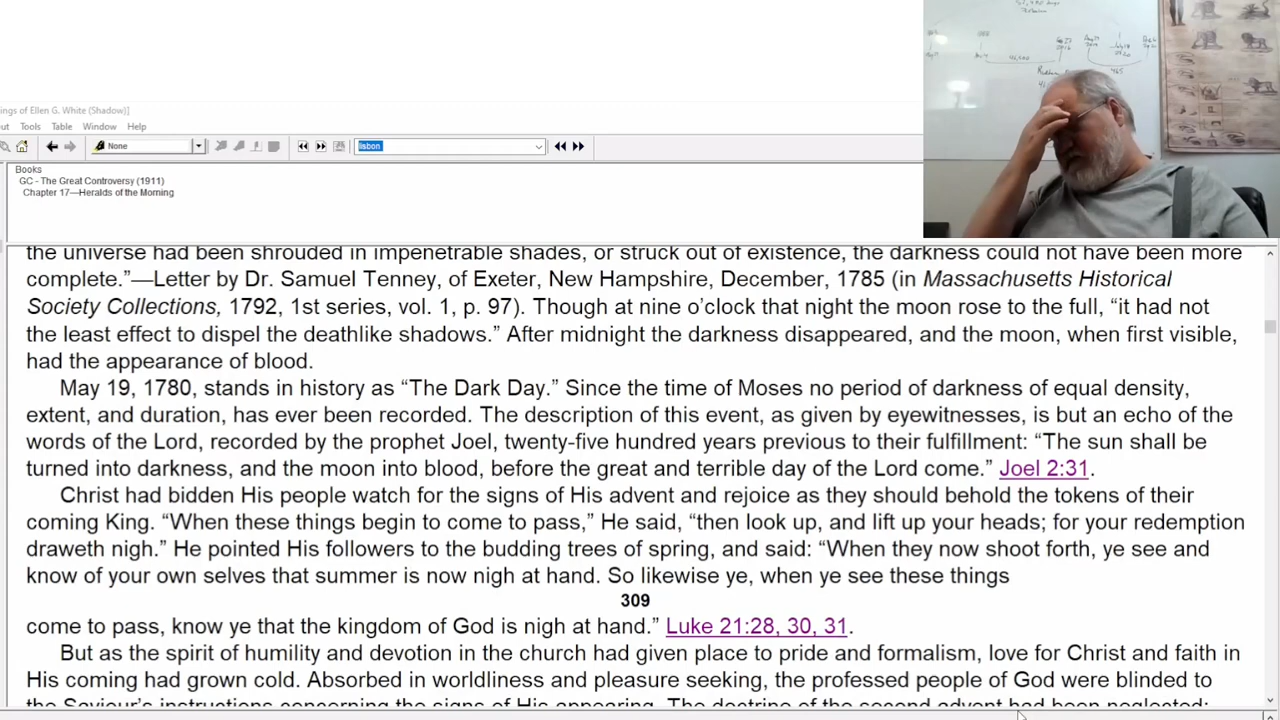 ings of Ellen G. White (Shadow)]
ut Tools Table Window Help
None
lisbon
Books
GC - The Great Controversy (1911)
Chapter 17—Heralds of the Morning
the universe had been shrouded in impenetrable shades, or struck out of existence, the darkness could not have been more
complete.”—Letter by Dr. Samuel Tenney, of Exeter, New Hampshire, December, 1785 (in Massachusetts Historical
Society Collections, 1792, 1st series, vol. 1, p. 97). Though at nine o’clock that night the moon rose to the full, “it had not
the least effect to dispel the deathlike shadows.” After midnight the darkness disappeared, and the moon, when first visible,
had the appearance of blood.
May 19, 1780, stands in history as “The Dark Day.” Since the time of Moses no period of darkness of equal density,
extent, and duration, has ever been recorded. The description of this event, as given by eyewitnesses, is but an echo of the
words of the Lord, recorded by the prophet Joel, twenty-five hundred years previous to their fulfillment: “The sun shall be
turned into darkness, and the moon into blood, before the great and terrible day of the Lord come.” Joel 2:31.
Christ had bidden His people watch for the signs of His advent and rejoice as they should behold the tokens of their
coming King. “When these things begin to come to pass,” He said, “then look up, and lift up your heads; for your redemption
draweth nigh.” He pointed His followers to the budding trees of spring, and said: “When they now shoot forth, ye see and
know of your own selves that summer is now nigh at hand. So likewise ye, when ye see these things
309
come to pass, know ye that the kingdom of God is nigh at hand.” Luke 21:28, 30, 31.
But as the spirit of humility and devotion in the church had given place to pride and formalism, love for Christ and faith in
His coming had grown cold. Absorbed in worldliness and pleasure seeking, the professed people of God were blinded to
the Saviour’s instructions concerning the signs of His appearing. The doctrine of the second advent had been neglected;